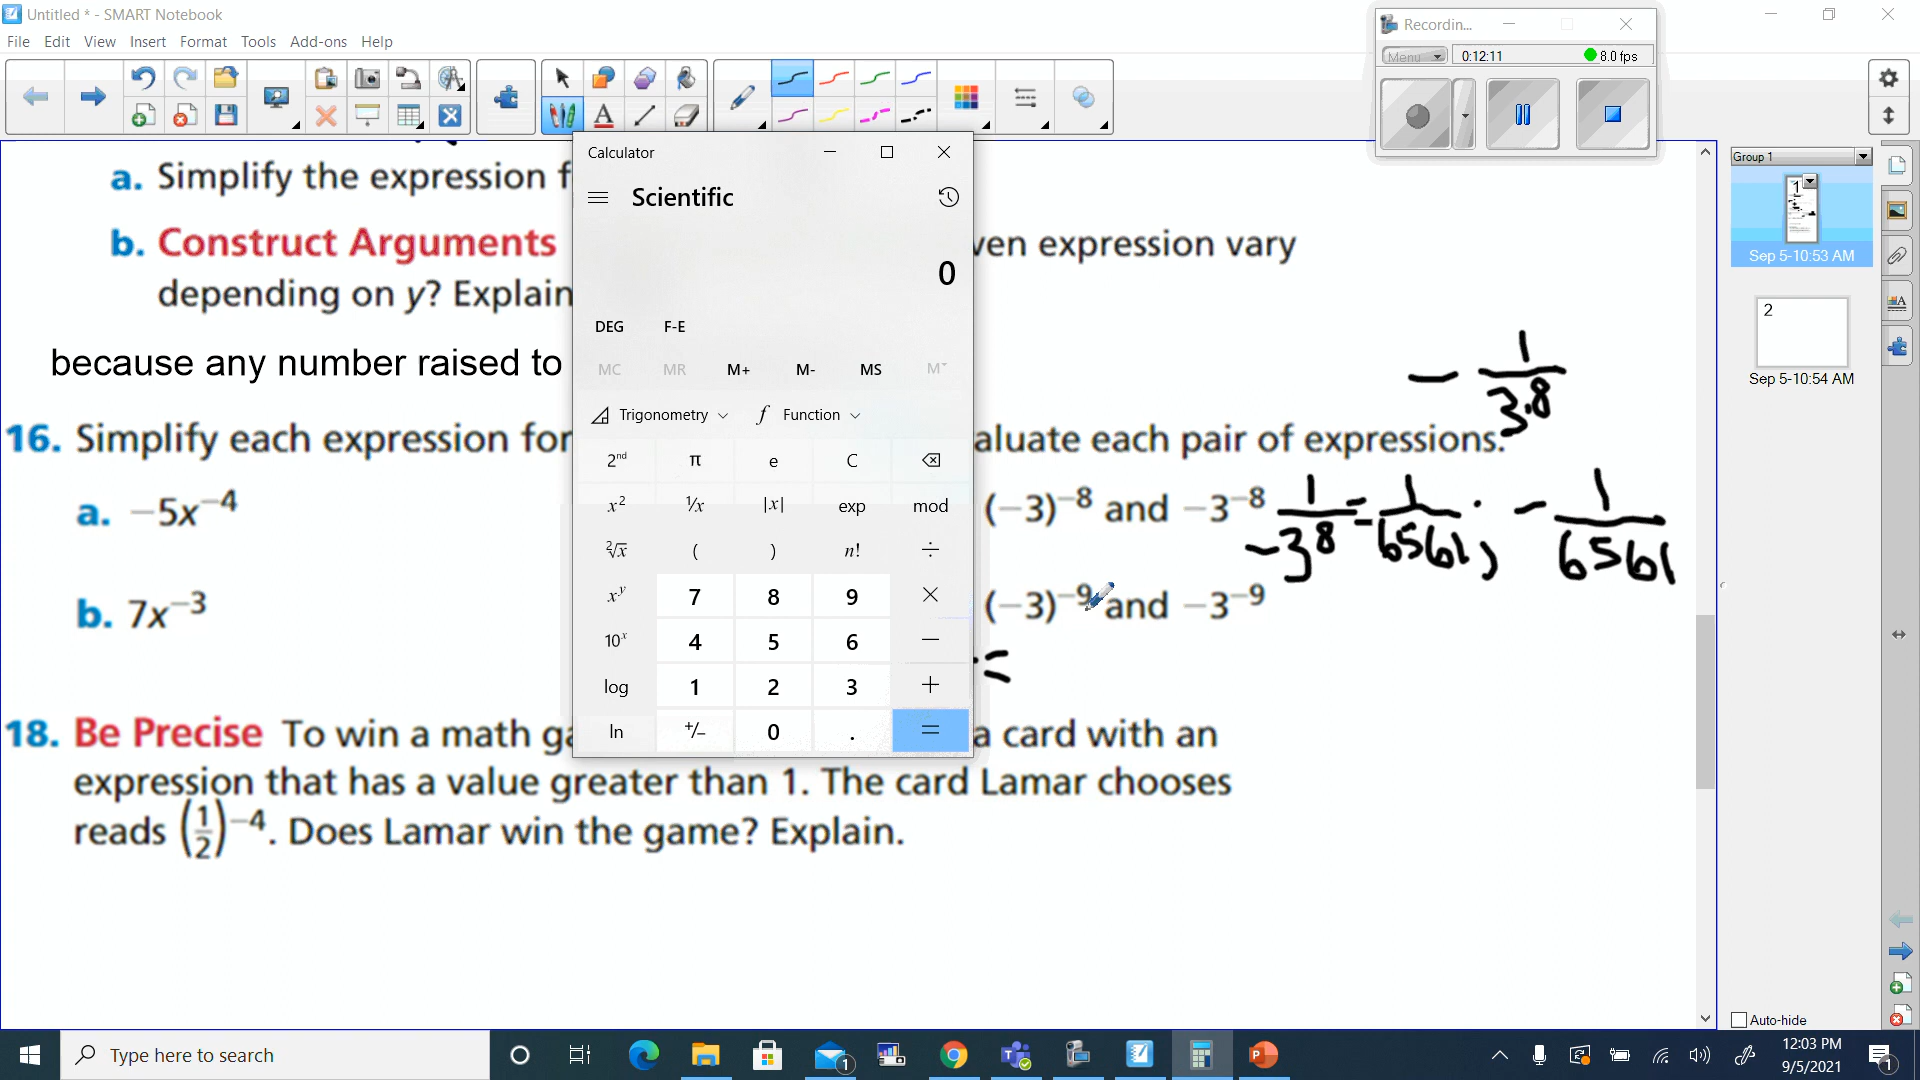 Untitled * - SMART Notebook
File Edit View Insert Format Tools Add-ons Help
Recordin...
Menu 0:12:11 8.0 fps
a. Simplify the expression f
b. Construct Arguments
ven expression vary
depending on y? Explain
because any number raised to
16. Simplify each expression for
aluate each pair of expressions.
a. −5x⁻⁴
(−3)⁻⁸ and −3⁻⁸
b. 7x⁻³
(−3)⁻⁹ and −3⁻⁹
− 1/3·8
1/−3⁸ = 1/6561; − 1/6561
=
18. Be Precise To win a math ga
a card with an
expression that has a value greater than 1. The card Lamar chooses
reads (1/2)⁻⁴. Does Lamar win the game? Explain.
Calculator
Scientific
0
DEG F-E
MC MR M+ M- MS M˅
Trigonometry f Function
2ⁿᵈ π e C
x² ¹/x |x| exp mod
²√x ( ) n! ÷
xʸ 7 8 9 ×
10ˣ 4 5 6 −
log 1 2 3 +
ln +/− 0 . =
Group 1
1
Sep 5-10:53 AM
2
Sep 5-10:54 AM
Auto-hide
Type here to search
1
12:03 PM
9/5/2021
1